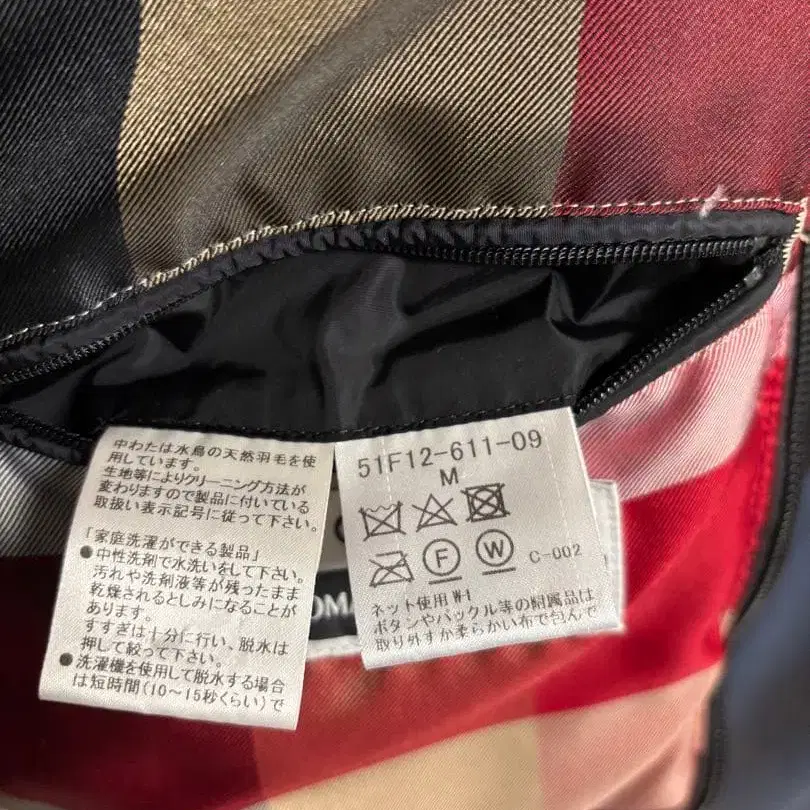 中わたは水鳥の天然羽毛を使
用しています。
生地等によりクリーニング方法が
変わりますので製品に付いている
取扱い表示記号に従って下さい。
「家庭洗濯ができる製品」
●中性洗剤で水洗いをして下さい。
汚れや洗剤液等が残ったまま
乾燥されるとしみになることが
あります。
すすぎは十分に行い、脱水は
押して絞って下さい。
●洗濯機を使用して脱水する場合
は短時間(10〜15秒くらい)で
51F12-611-09
M
F W C-002
ネット使用
ボタンやバックル等の附属品は
取り外すか柔らかい布で包んで
OMA